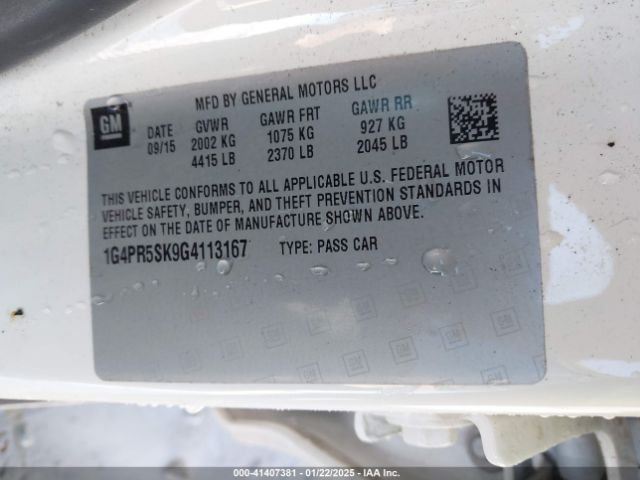 MFD BY GENERAL MOTORS LLC
GM
DATE GVWR GAWR FRT GAWR RR
09/15 2002 KG 1075 KG 927 KG
4415 LB 2370 LB 2045 LB
THIS VEHICLE CONFORMS TO ALL APPLICABLE U.S. FEDERAL MOTOR
VEHICLE SAFETY, BUMPER, AND THEFT PREVENTION STANDARDS IN
EFFECT ON THE DATE OF MANUFACTURE SHOWN ABOVE.
1G4PR5SK9G4113167 TYPE: PASS CAR
000-41407381 - 01/22/2025 - IAA Inc.